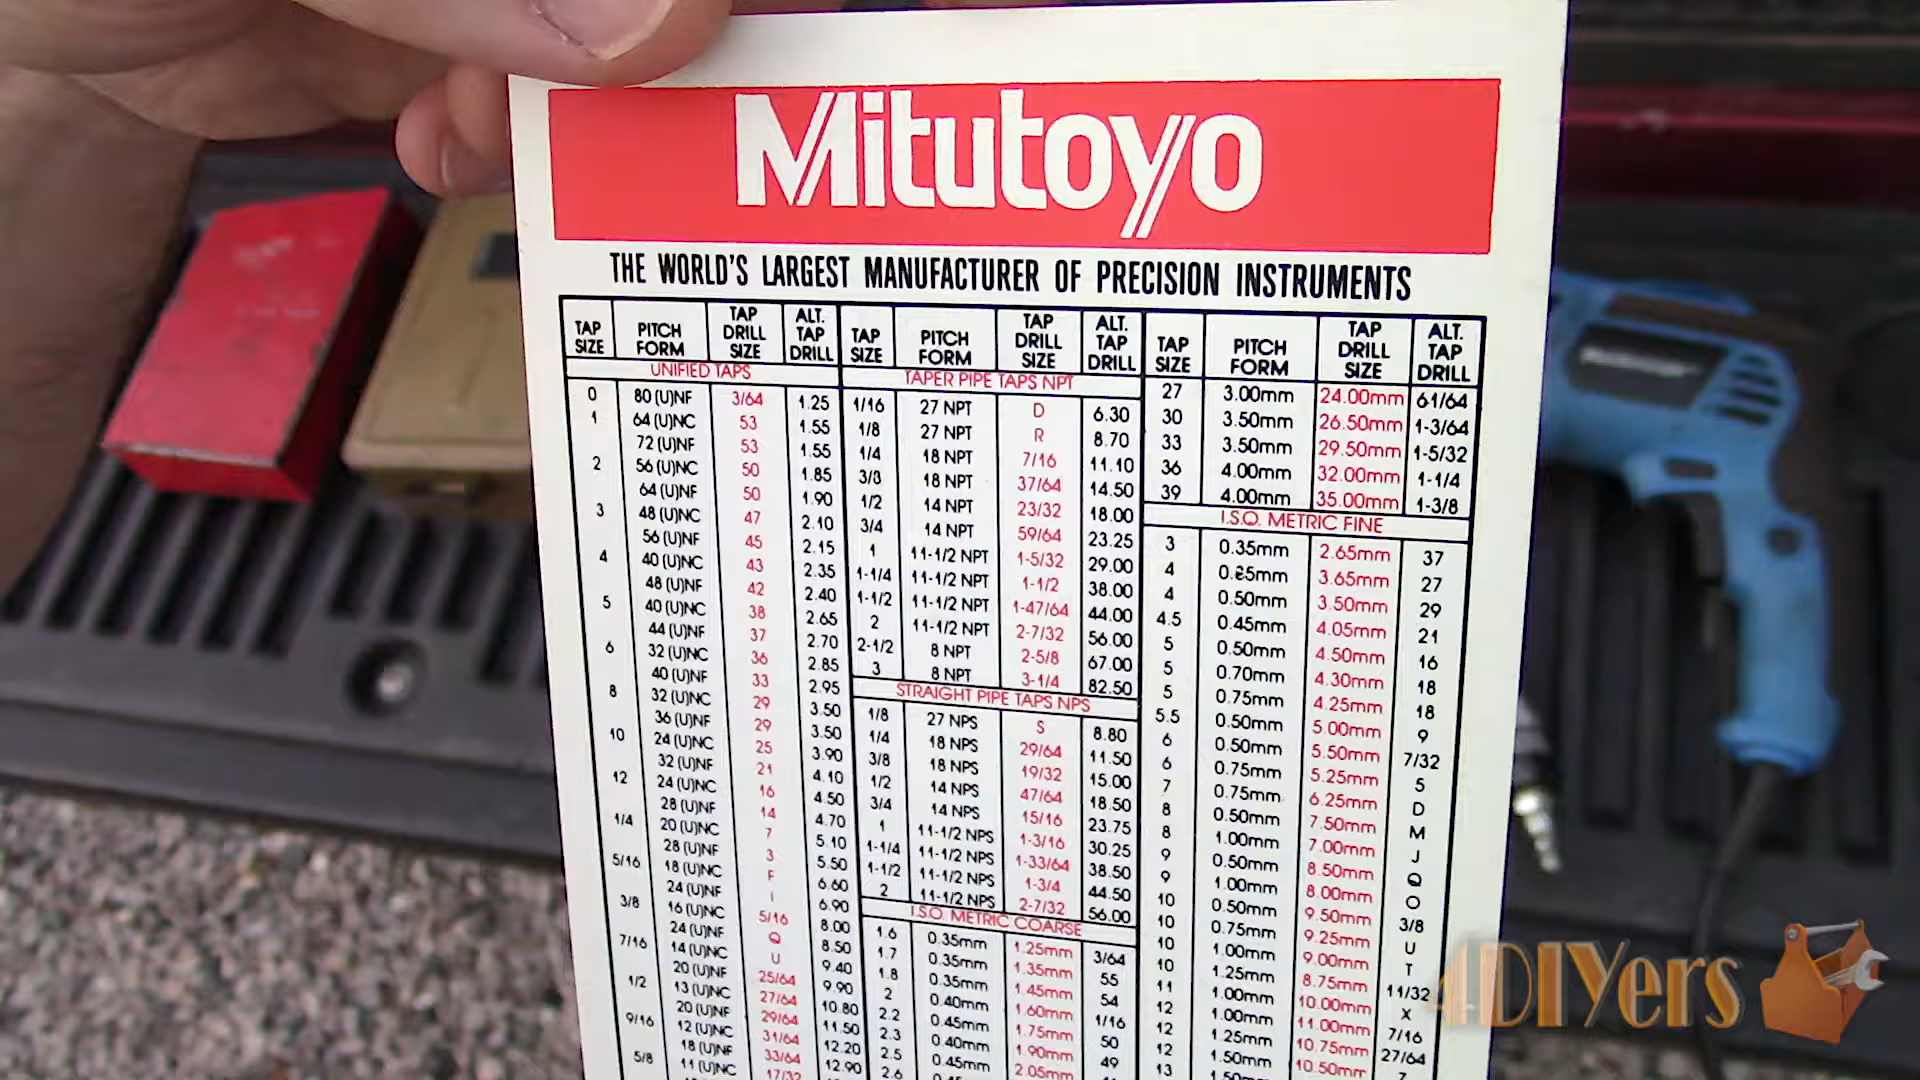 Mitutoyo
THE WORLD'S LARGEST MANUFACTURER OF PRECISION INSTRUMENTS
TAP SIZE PITCH FORM TAP DRILL SIZE ALT. TAP DRILL
UNIFIED TAPS
0 80(U)NF 3/64 1.25
1 64(U)NC 53 1.55
72(U)NF 53 1.55
2 56(U)NC 50 1.85
64(U)NF 50 1.90
3 48(U)NC 47 2.10
56(U)NF 45 2.15
4 40(U)NC 43 2.35
48(U)NF 42 2.40
5 40(U)NC 38 2.65
44(U)NF 37 2.70
6 32(U)NC 36 2.85
40(U)NF 33 2.95
8 32(U)NC 29 3.50
36(U)NF 29 3.50
10 24(U)NC 25 3.90
32(U)NF 21 4.10
12 24(U)NC 16 4.50
28(U)NF 14 4.70
1/4 20(U)NC 7 5.10
28(U)NF 3 5.50
5/16 18(U)NC F 6.60
24(U)NF I 6.90
3/8 16(U)NC 5/16 8.00
24(U)NF Q 8.50
7/16 14(U)NC U 9.40
20(U)NF 25/64 9.90
1/2 13(U)NC 27/64 10.80
20(U)NF 29/64 11.50
9/16 12(U)NC 31/64 12.20
18(U)NF 33/64 12.90
5/8 11(U)NC 17/32
TAP SIZE PITCH FORM TAP DRILL SIZE ALT. TAP DRILL
TAPER PIPE TAPS NPT
1/16 27 NPT D 6.30
1/8 27 NPT R 8.70
1/4 18 NPT 7/16 11.10
3/8 18 NPT 37/64 14.50
1/2 14 NPT 23/32 18.00
3/4 14 NPT 59/64 23.25
1 11-1/2 NPT 1-5/32 29.00
1-1/4 11-1/2 NPT 1-1/2 38.00
1-1/2 11-1/2 NPT 1-47/64 44.00
2 11-1/2 NPT 2-7/32 56.00
2-1/2 8 NPT 2-5/8 67.00
3 8 NPT 3-1/4 82.50
STRAIGHT PIPE TAPS NPS
1/8 27 NPS S 8.80
1/4 18 NPS 29/64 11.50
3/8 18 NPS 19/32 15.00
1/2 14 NPS 47/64 18.50
3/4 14 NPS 15/16 23.75
1 11-1/2 NPS 1-3/16 30.25
1-1/4 11-1/2 NPS 1-33/64 38.50
1-1/2 11-1/2 NPS 1-3/4 44.50
2 11-1/2 NPS 2-7/32 56.00
I.S.O. METRIC COARSE
1.6 0.35mm 1.25mm 3/64
1.7 0.35mm 1.35mm 55
1.8 0.35mm 1.45mm 54
2 0.40mm 1.60mm 1/16
2.2 0.45mm 1.75mm 50
2.3 0.40mm 1.90mm 49
2.5 0.45mm 2.05mm
2.6
TAP SIZE PITCH FORM TAP DRILL SIZE ALT. TAP DRILL
27 3.00mm 24.00mm 61/64
30 3.50mm 26.50mm 1-3/64
33 3.50mm 29.50mm 1-5/32
36 4.00mm 32.00mm 1-1/4
39 4.00mm 35.00mm 1-3/8
I.S.O. METRIC FINE
3 0.35mm 2.65mm 37
4 3.65mm 27
4 0.50mm 3.50mm 29
4.5 0.45mm 4.05mm 21
5 0.50mm 4.50mm 16
5 0.70mm 4.30mm 18
5 0.75mm 4.25mm 18
5.5 0.50mm 5.00mm 9
6 0.50mm 5.50mm 7/32
6 0.75mm 5.25mm 5
7 0.75mm 6.25mm D
8 0.50mm 7.50mm M
8 1.00mm 7.00mm J
9 0.50mm 8.50mm Q
9 1.00mm 8.00mm O
10 0.50mm 9.50mm 3/8
10 0.75mm 9.25mm U
10 1.00mm 9.00mm T
10 1.25mm 8.75mm 11/32
11 1.00mm 10.00mm X
12 1.00mm 11.00mm 7/16
12 1.25mm 10.75mm 27/64
12 1.50mm 10.50mm
13 1.50mm
4DIYers